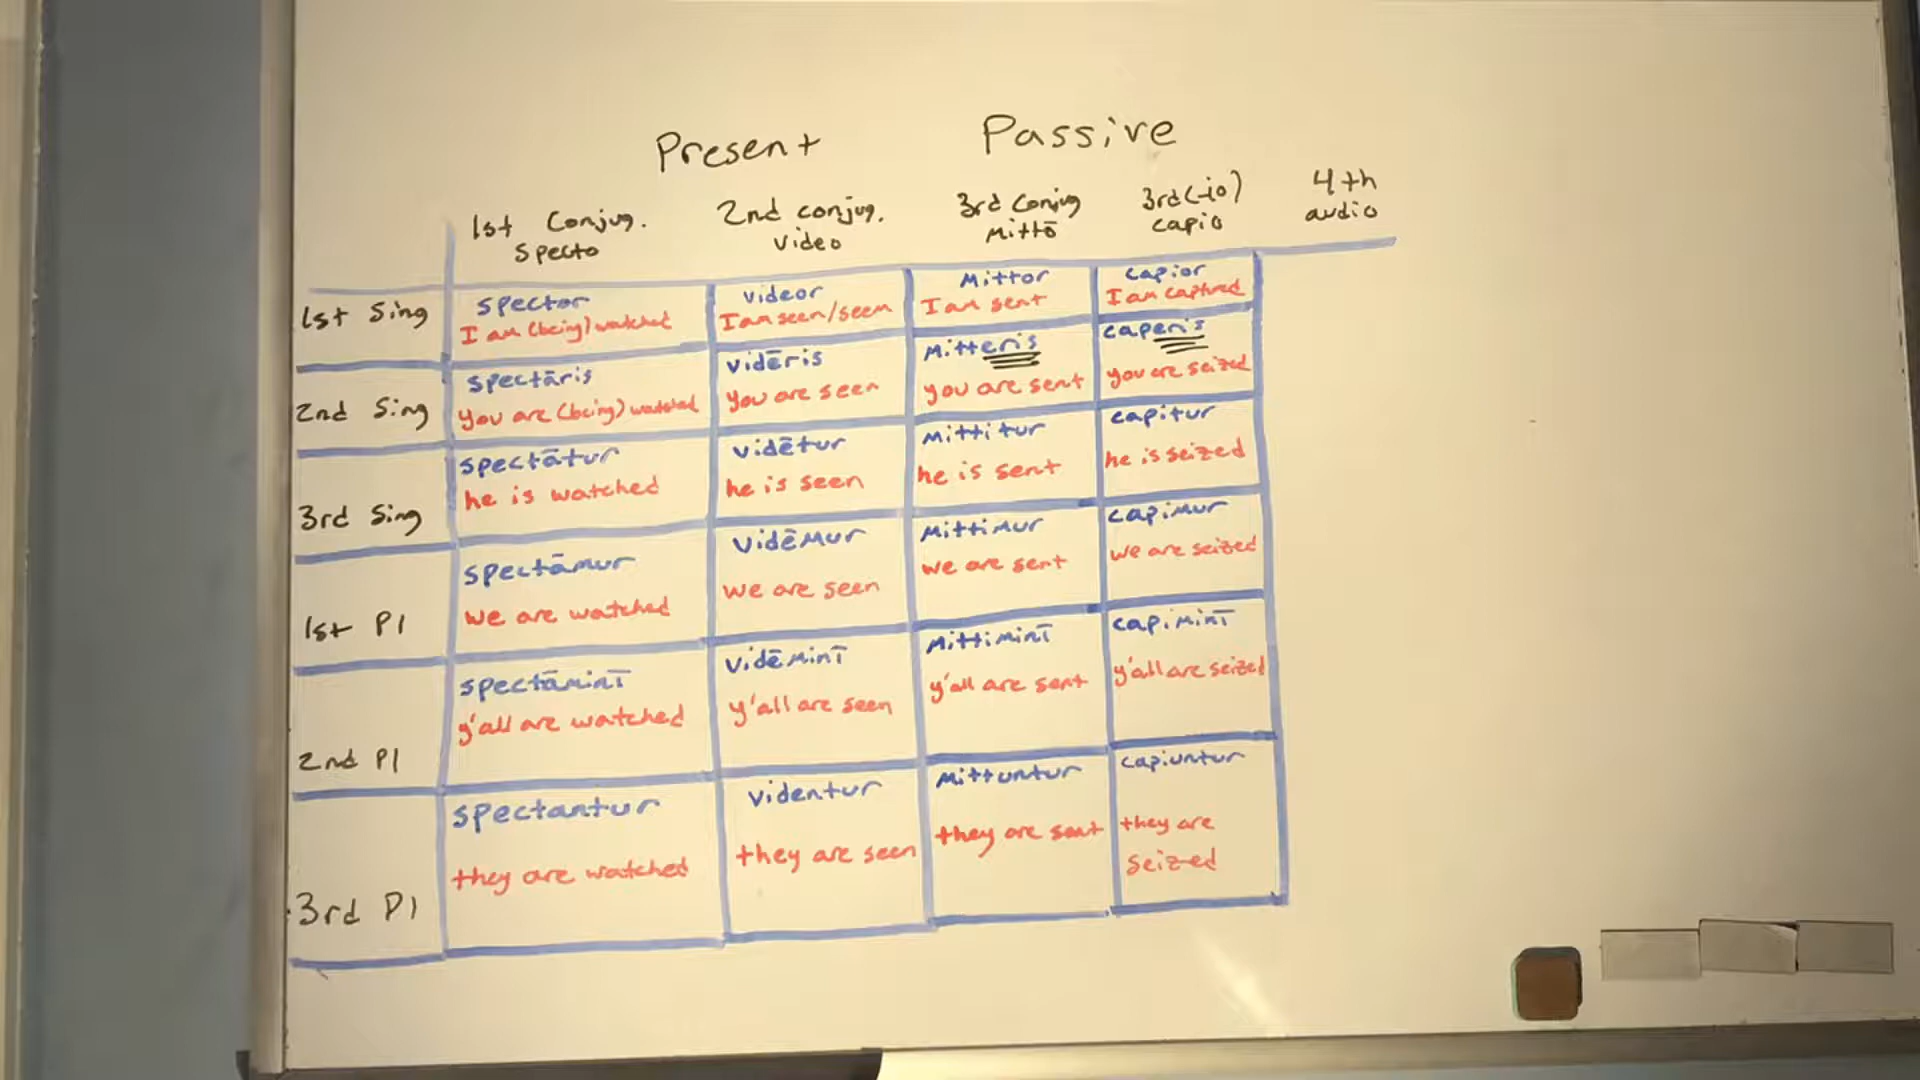 Present Passive
1st Conjug. 2nd conjug. 3rd Conjug 3rd (-io) 4th
Specto video Mittō capio audio
1st Sing
spector
I am (being) watched
videor
I am seen/seem
Mittor
I am sent
capior
I am captured
2nd Sing
spectāris
you are (being) watched
vidēris
you are seen
Mitteris
you are sent
caperis
you are seized
3rd Sing
spectātur
he is watched
vidētur
he is seen
Mittitur
he is sent
capitur
he is seized
1st Pl
spectāmur
we are watched
vidēmur
we are seen
Mittimur
we are sent
capimur
we are seized
2nd Pl
spectāminī
y'all are watched
vidēminī
y'all are seen
Mittiminī
y'all are sent
capiminī
y'all are seized
3rd Pl
spectantur
they are watched
videntur
they are seen
Mittuntur
they are sent
capiuntur
they are
seized